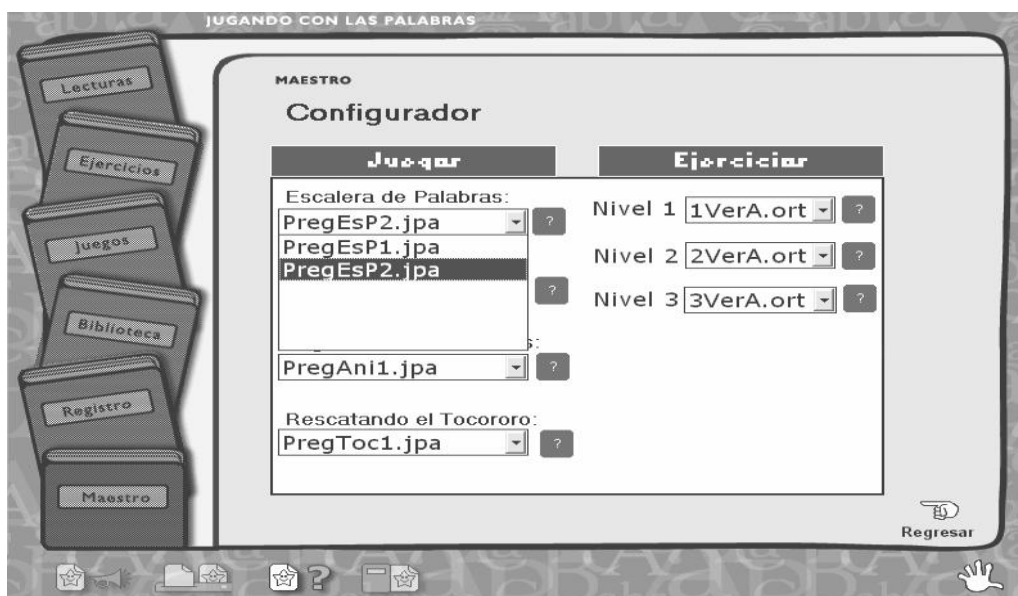 JUGANDO CON LAS PALABRAS
Lecturas
Ejercicios
Juegos
Biblioteca
Registro
Maestro
MAESTRO
Configurador
Juegar
Escalera de Palabras:
PregEsP2.jpa ?
PregEsP1.jpa
PregEsP2.jpa
?
s:
PregAni1.jpa ?
Rescatando el Tocororo:
PregToc1.jpa ?
Ejerciciar
Nivel 1 1VerA.ort ?
Nivel 2 2VerA.ort ?
Nivel 3 3VerA.ort ?
Regresar